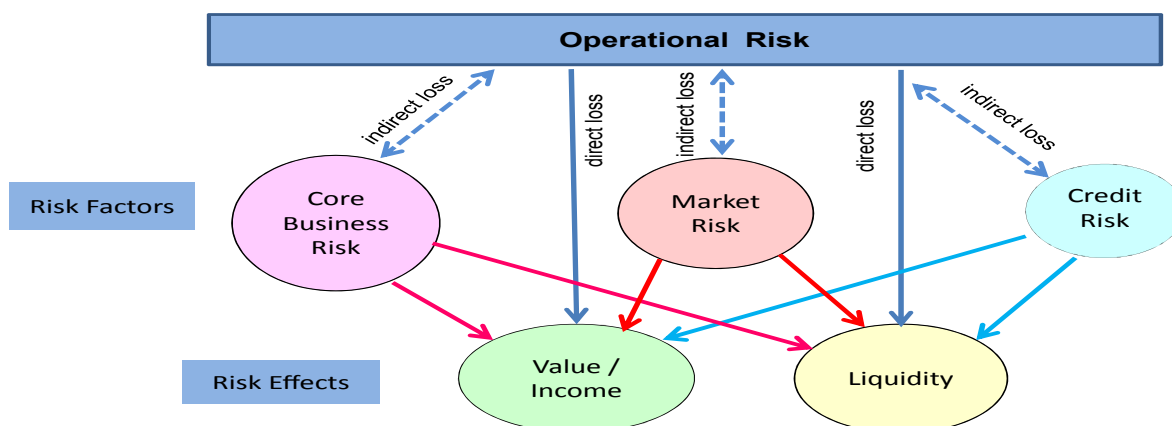 Operational Risk
indirect loss
direct loss
indirect loss
direct loss
indirect loss
Risk Factors
Core
Business
Risk
Market
Risk
Credit
Risk
Risk Effects
Value /
Income
Liquidity